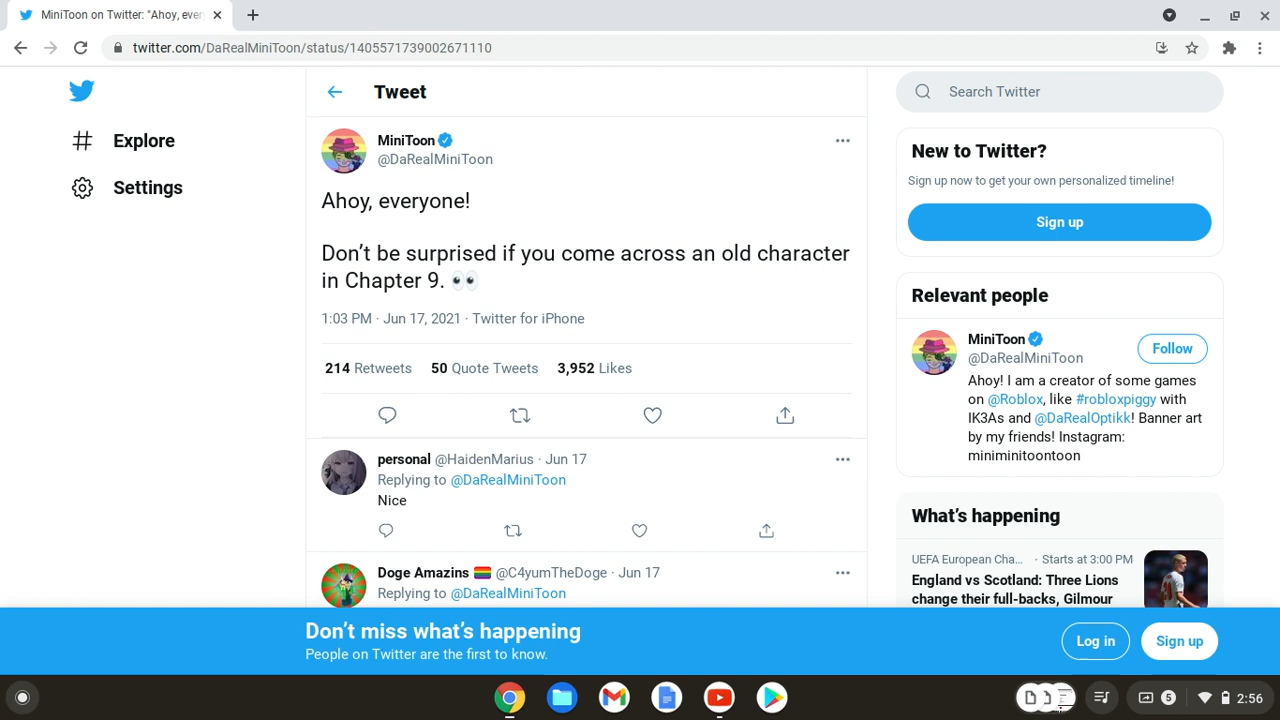 MiniToon on Twitter: "Ahoy, ever
twitter.com/DaRealMiniToon/status/1405571739002671110
Explore
Settings
Tweet
MiniToon
@DaRealMiniToon
Ahoy, everyone!
Don’t be surprised if you come across an old character
in Chapter 9. 👀
1:03 PM · Jun 17, 2021 · Twitter for iPhone
214 Retweets 50 Quote Tweets 3,952 Likes
personal @HaidenMarius · Jun 17
Replying to @DaRealMiniToon
Nice
Doge Amazins 🏳️‍🌈 @C4yumTheDoge · Jun 17
Replying to @DaRealMiniToon
Search Twitter
New to Twitter?
Sign up now to get your own personalized timeline!
Sign up
Relevant people
MiniToon
@DaRealMiniToon
Follow
Ahoy! I am a creator of some games
on @Roblox, like #robloxpiggy with
IK3As and @DaRealOptikk! Banner art
by my friends! Instagram:
miniminitoontoon
What’s happening
UEFA European Cha... · Starts at 3:00 PM
England vs Scotland: Three Lions
change their full-backs, Gilmour
Don’t miss what’s happening
People on Twitter are the first to know.
Log in
Sign up
5
2:56